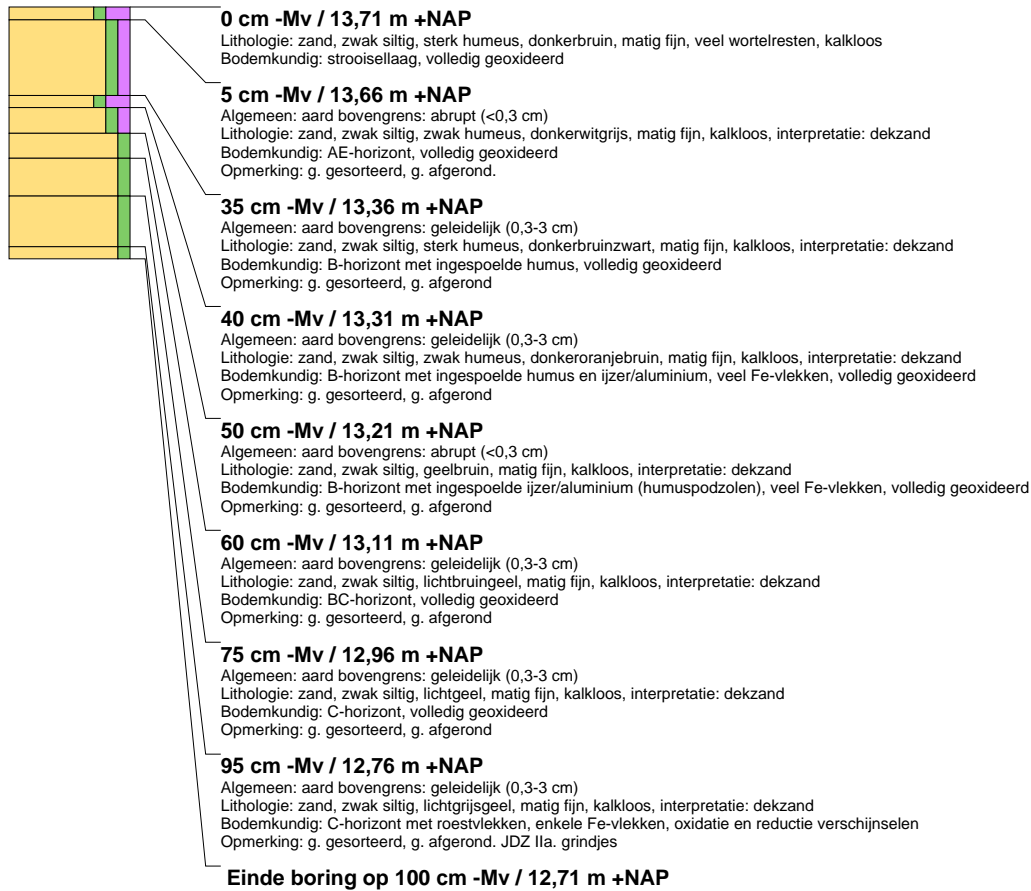 0 cm -Mv / 13,71 m +NAP
Lithologie: zand, zwak siltig, sterk humeus, donkerbruin, matig fijn, veel wortelresten, kalkloos
Bodemkundig: strooisellaag, volledig geoxideerd
5 cm -Mv / 13,66 m +NAP
Algemeen: aard bovengrens: abrupt (<0,3 cm)
Lithologie: zand, zwak siltig, zwak humeus, donkerwitgrijs, matig fijn, kalkloos, interpretatie: dekzand
Bodemkundig: AE-horizont, volledig geoxideerd
Opmerking: g. gesorteerd, g. afgerond.
35 cm -Mv / 13,36 m +NAP
Algemeen: aard bovengrens: geleidelijk (0,3-3 cm)
Lithologie: zand, zwak siltig, sterk humeus, donkerbruinzwart, matig fijn, kalkloos, interpretatie: dekzand
Bodemkundig: B-horizont met ingespoelde humus, volledig geoxideerd
Opmerking: g. gesorteerd, g. afgerond
40 cm -Mv / 13,31 m +NAP
Algemeen: aard bovengrens: geleidelijk (0,3-3 cm)
Lithologie: zand, zwak siltig, zwak humeus, donkeroranjebruin, matig fijn, kalkloos, interpretatie: dekzand
Bodemkundig: B-horizont met ingespoelde humus en ijzer/aluminium, veel Fe-vlekken, volledig geoxideerd
Opmerking: g. gesorteerd, g. afgerond
50 cm -Mv / 13,21 m +NAP
Algemeen: aard bovengrens: abrupt (<0,3 cm)
Lithologie: zand, zwak siltig, geelbruin, matig fijn, kalkloos, interpretatie: dekzand
Bodemkundig: B-horizont met ingespoelde ijzer/aluminium (humuspodzolen), veel Fe-vlekken, volledig geoxideerd
Opmerking: g. gesorteerd, g. afgerond
60 cm -Mv / 13,11 m +NAP
Algemeen: aard bovengrens: geleidelijk (0,3-3 cm)
Lithologie: zand, zwak siltig, lichtbruingeel, matig fijn, kalkloos, interpretatie: dekzand
Bodemkundig: BC-horizont, volledig geoxideerd
Opmerking: g. gesorteerd, g. afgerond
75 cm -Mv / 12,96 m +NAP
Algemeen: aard bovengrens: geleidelijk (0,3-3 cm)
Lithologie: zand, zwak siltig, lichtgeel, matig fijn, kalkloos, interpretatie: dekzand
Bodemkundig: C-horizont, volledig geoxideerd
Opmerking: g. gesorteerd, g. afgerond
95 cm -Mv / 12,76 m +NAP
Algemeen: aard bovengrens: geleidelijk (0,3-3 cm)
Lithologie: zand, zwak siltig, lichtgrijsgeel, matig fijn, kalkloos, interpretatie: dekzand
Bodemkundig: C-horizont met roestvlekken, enkele Fe-vlekken, oxidatie en reductie verschijnselen
Opmerking: g. gesorteerd, g. afgerond. JDZ IIa. grindjes
Einde boring op 100 cm -Mv / 12,71 m +NAP